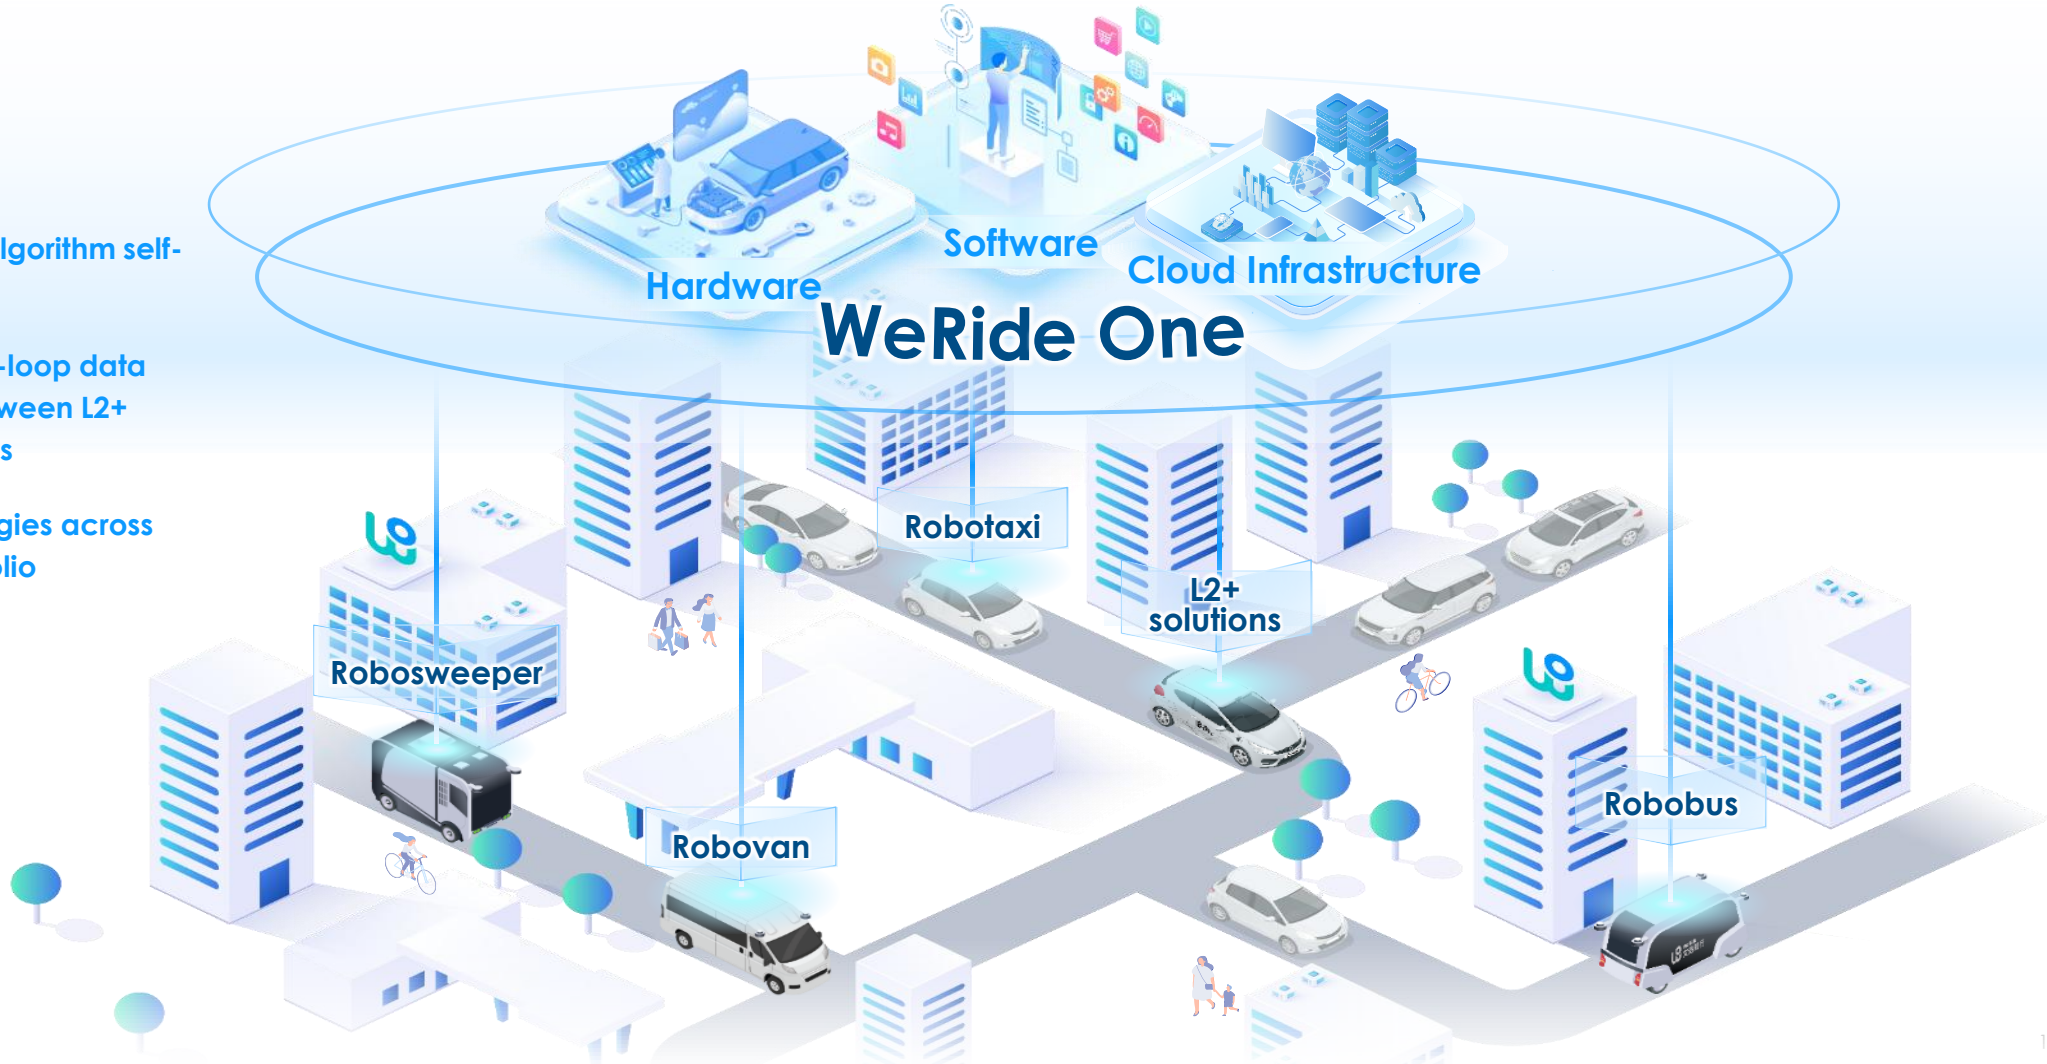 Software
Cloud Infrastructure
Hardware
WeRide One
lgorithm self-
-loop data
ween L2+
s
gies across
lio
Robotaxi
L2+
solutions
Robosweeper
Robobus
Robovan
1